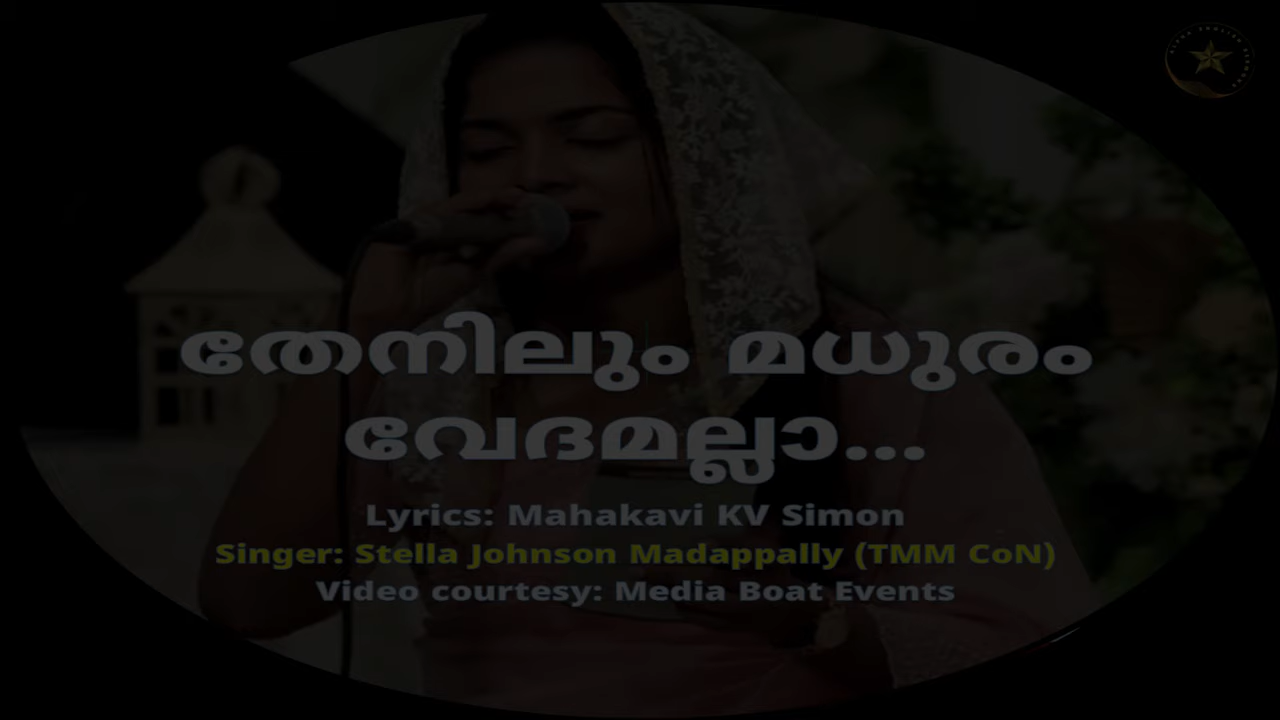 തേനിലും മധുരം
വേദമല്ലാ...
Lyrics: Mahakavi KV Simon
Singer: Stella Johnson Madappally (TMM CoN)
Video courtesy: Media Boat Events